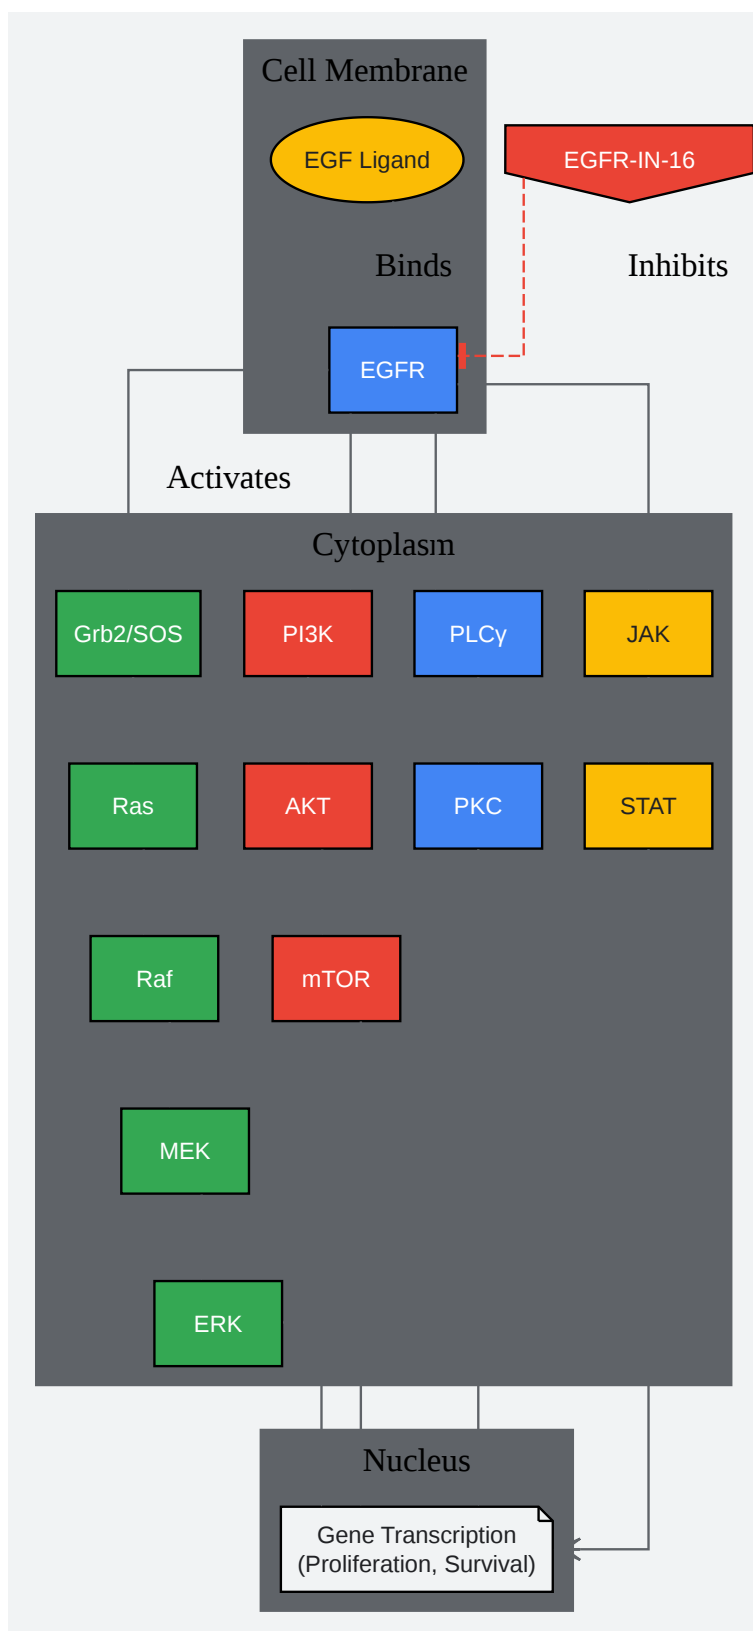 Cell Membrane
EGF Ligand
EGFR-IN-16
Binds
Inhibits
EGFR
Activates
Cytoplasm
Grb2/SOS
PI3K
PLCγ
JAK
Ras
AKT
PKC
STAT
Raf
mTOR
MEK
ERK
Nucleus
Gene Transcription
(Proliferation, Survival)